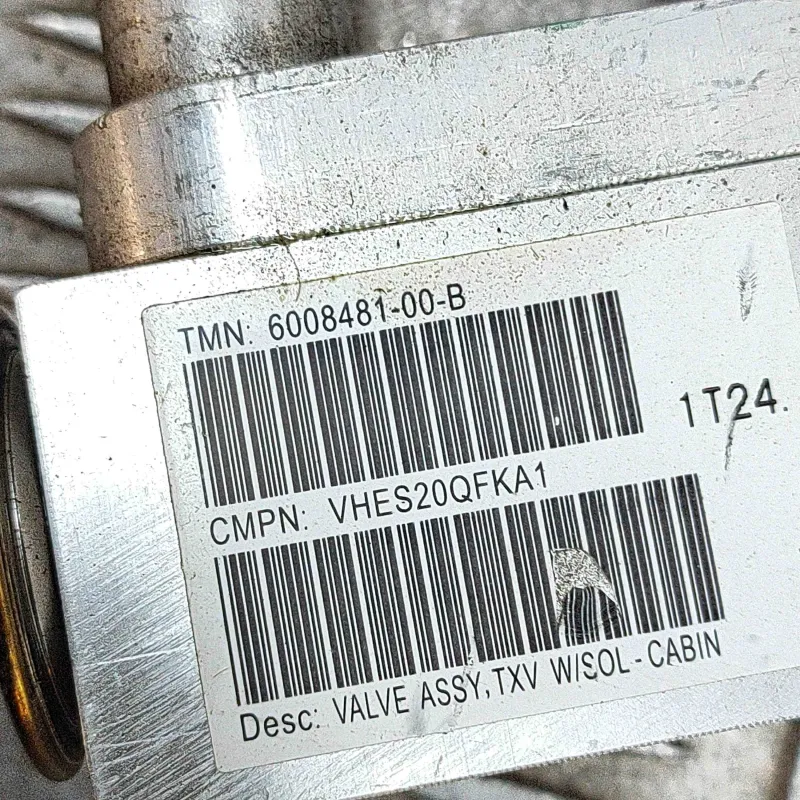 TMN: 6008481-00-B
1T24.
CMPN: VHES20QFKA1
Desc: VALVE ASSY,TXV W/SOL-CABIN